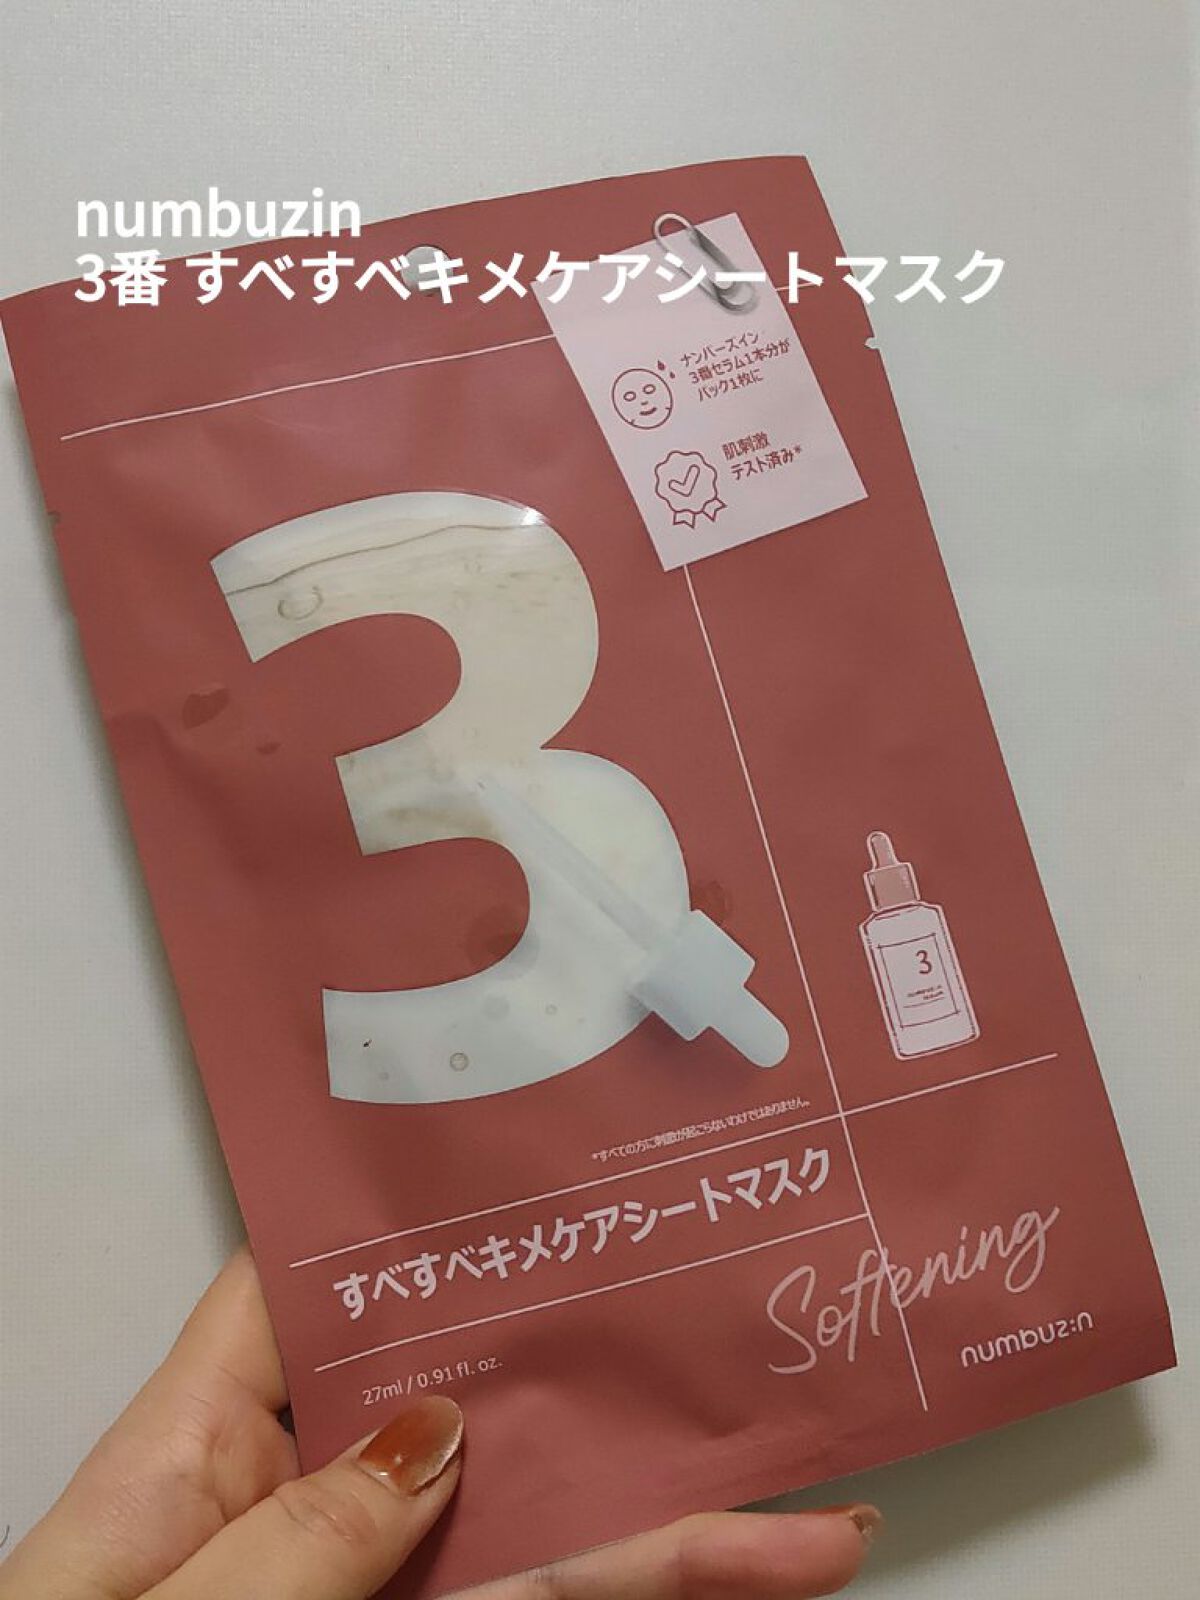 numbuzin
3番 すべすべキメケアシートマスク
ナンバーズイン
3番セラム1本分が
パック1枚に
肌刺激
テスト済み*
3
3
numbuzin
*すべての方に刺激が起こらないわけではありません。
すべすべキメケアシートマスク
27ml / 0.91 fl. oz.
Softening
numbuz:n